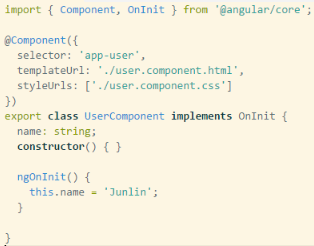 import { Component, OnInit } from '@angular/core';
@Component({
selector: 'app-user',
templateUrl: './user.component.html',
styleUrls: ['./user.component.css']
})
export class UserComponent implements OnInit {
name: string;
constructor() { }
ngOnInit() {
this.name = 'Junlin';
}
}